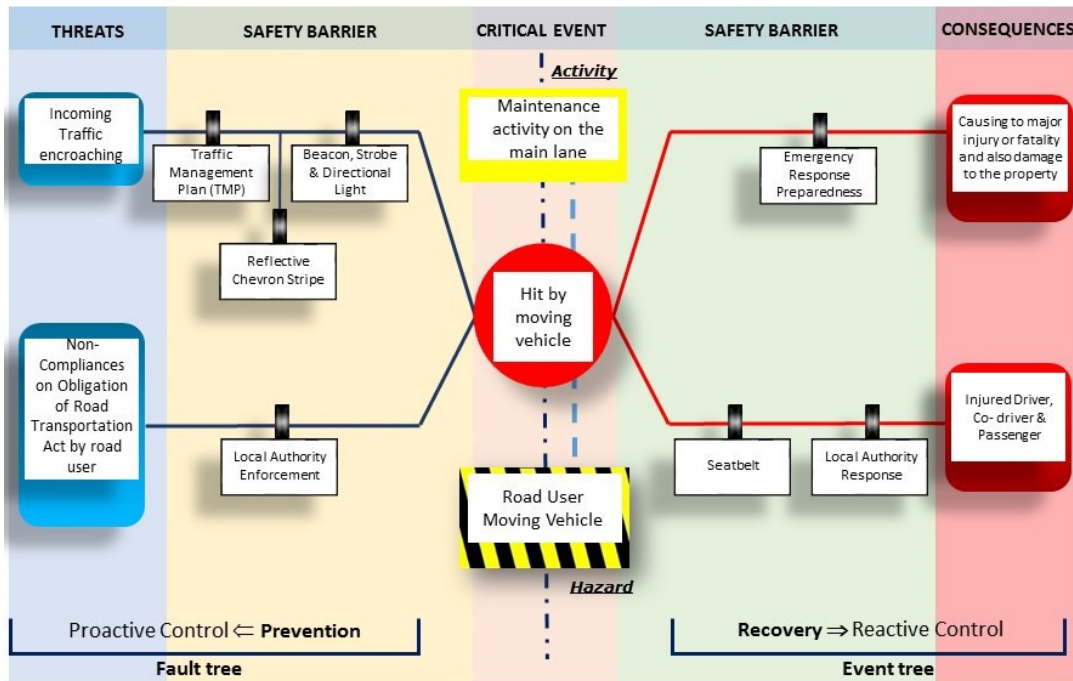 THREATS
SAFETY BARRIER
CRITICAL EVENT
SAFETY BARRIER
CONSEQUENCES
Activity
Incoming
Traffic
encroaching
Traffic
Management
Plan (TMP)
Beacon, Strobe
& Directional
Light
Reflective
Chevron Stripe
Maintenance
activity on the
main lane
Emergency
Response
Preparedness
Causing to major
injury or fatality
and also damage
to the property
Hit by
moving
vehicle
Non-
Compliances
on Obligation
of Road
Transportation
Act by road
user
Local Authority
Enforcement
Seatbelt
Local Authority
Response
Injured Driver,
Co- driver &
Passenger
Road User
Moving Vehicle
Hazard
Proactive Control ⇐ Prevention
Fault tree
Recovery ⇒ Reactive Control
Event tree